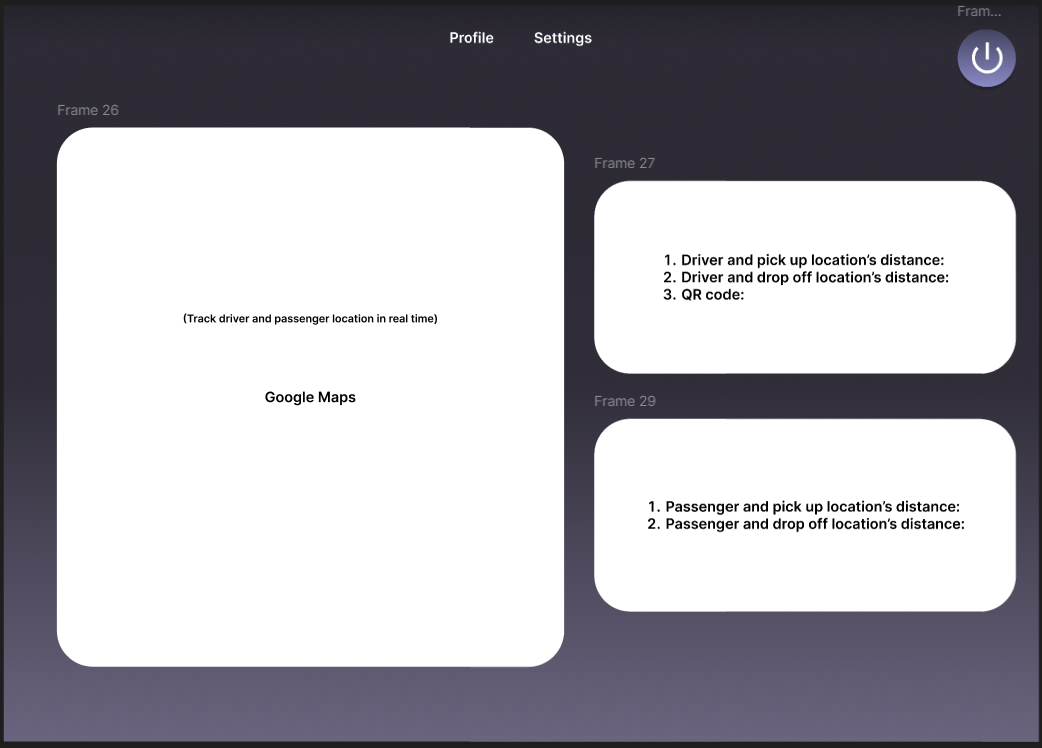 Fram...
Profile Settings
Frame 26
(Track driver and passenger location in real time)
Google Maps
Frame 27
1. Driver and pick up location’s distance:
2. Driver and drop off location’s distance:
3. QR code:
Frame 29
1. Passenger and pick up location’s distance:
2. Passenger and drop off location’s distance: